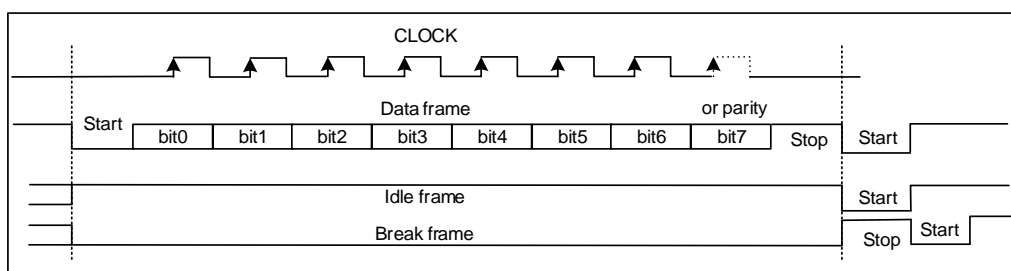 CLOCK
Data frame
or parity
Start bit0 bit1 bit2 bit3 bit4 bit5 bit6 bit7 Stop Start
Idle frame Start
Break frame Stop Start